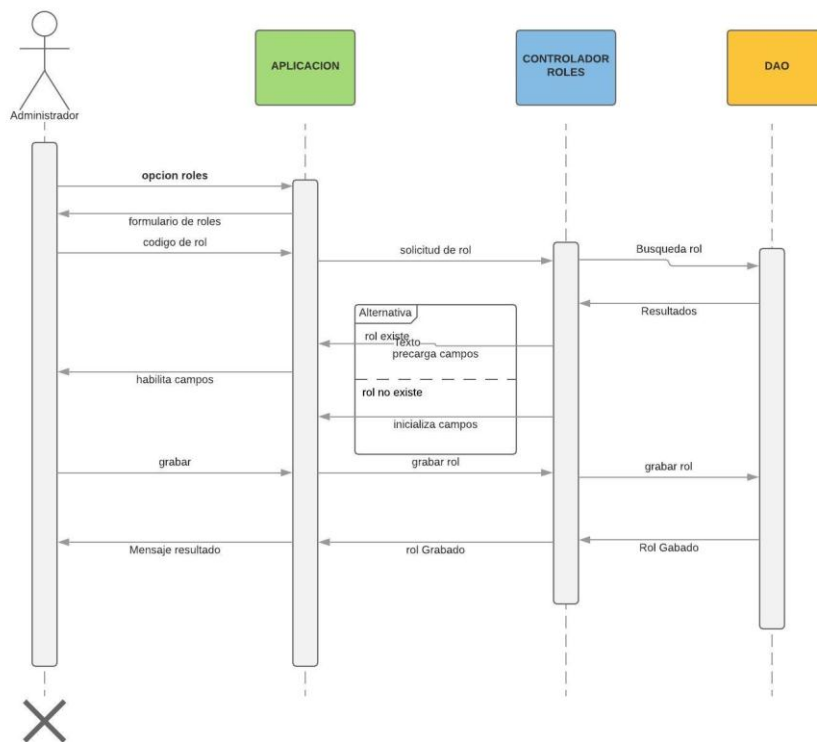 APLICACION
CONTROLADOR
ROLES
DAO
Administrador
opcion roles
formulario de roles
codigo de rol
solicitud de rol
Busqueda rol
Resultados
Alternativa
rol existe
Texto
precarga campos
habilita campos
rol no existe
inicializa campos
grabar
grabar rol
grabar rol
Mensaje resultado
rol Grabado
Rol Gabado